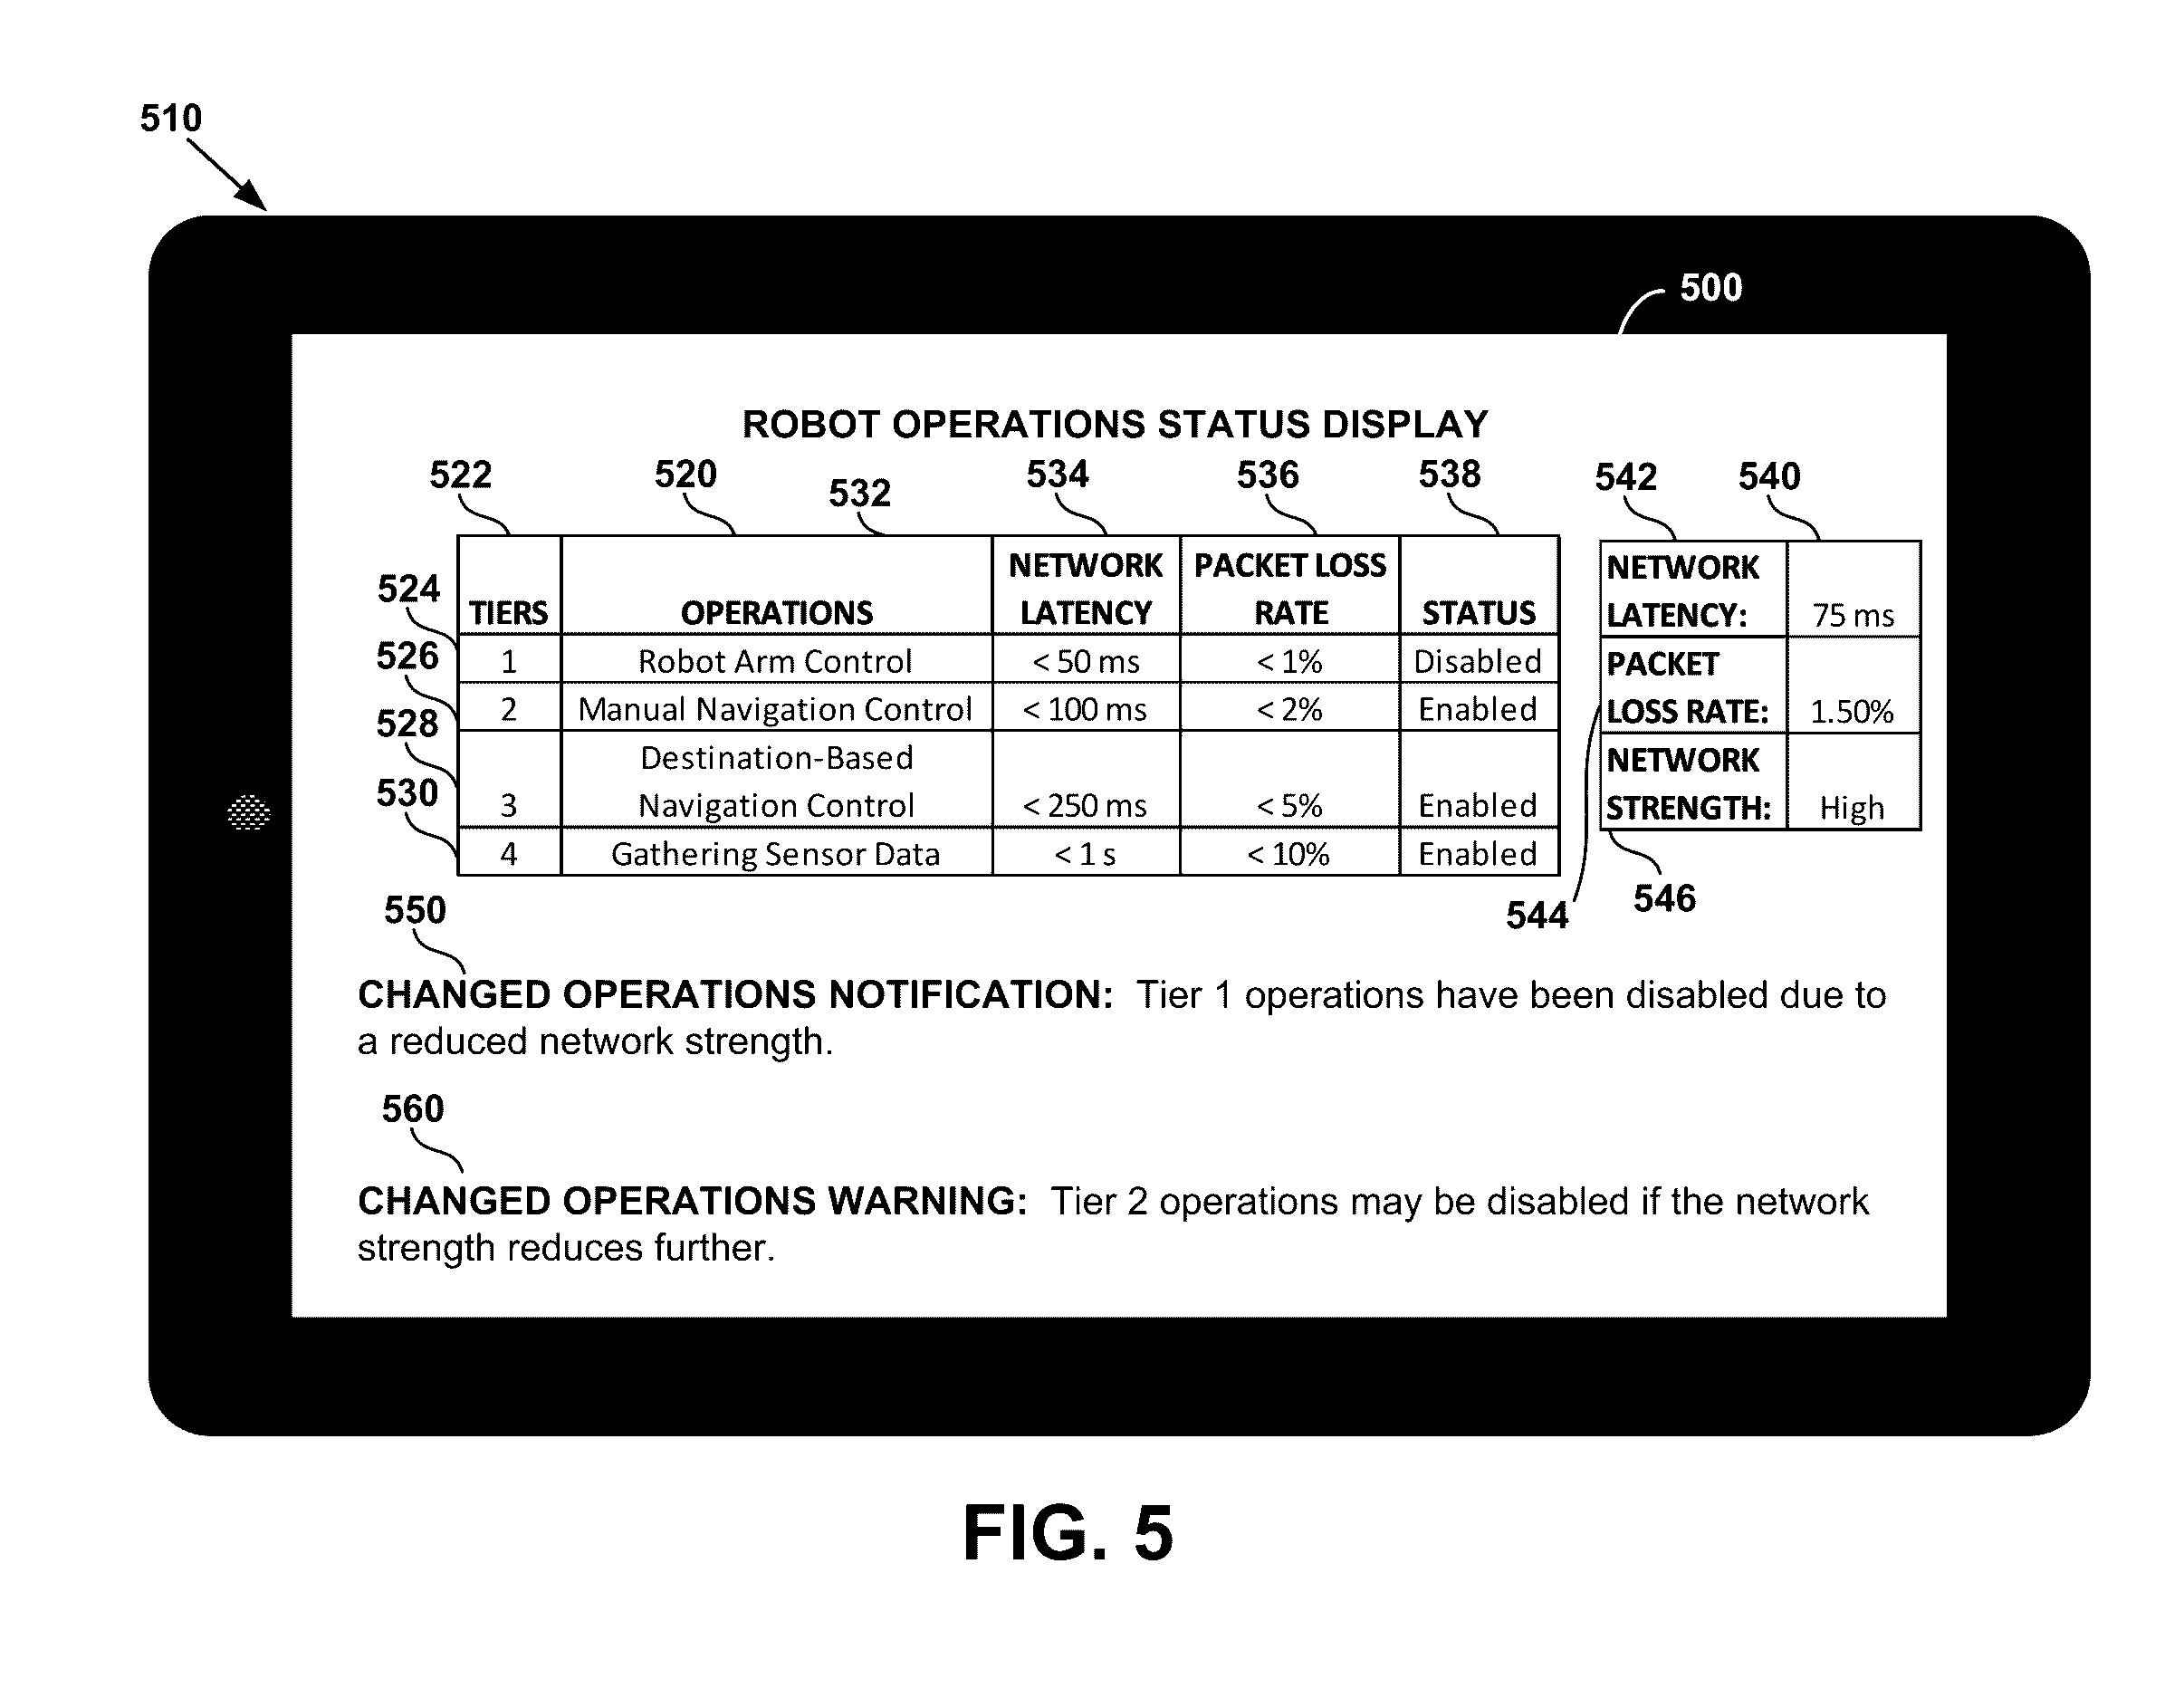 510
500
ROBOT OPERATIONS STATUS DISPLAY
522 520 532 534 536 538 542 540
TIERS OPERATIONS NETWORK LATENCY PACKET LOSS RATE STATUS
524 1 Robot Arm Control < 50 ms < 1% Disabled
526 2 Manual Navigation Control < 100 ms < 2% Enabled
528 3 Destination-Based Navigation Control < 250 ms < 5% Enabled
530 4 Gathering Sensor Data < 1 s < 10% Enabled
NETWORK LATENCY: 75 ms
PACKET LOSS RATE: 1.50%
NETWORK STRENGTH: High
544 546
550
CHANGED OPERATIONS NOTIFICATION: Tier 1 operations have been disabled due to
a reduced network strength.
560
CHANGED OPERATIONS WARNING: Tier 2 operations may be disabled if the network
strength reduces further.
FIG. 5